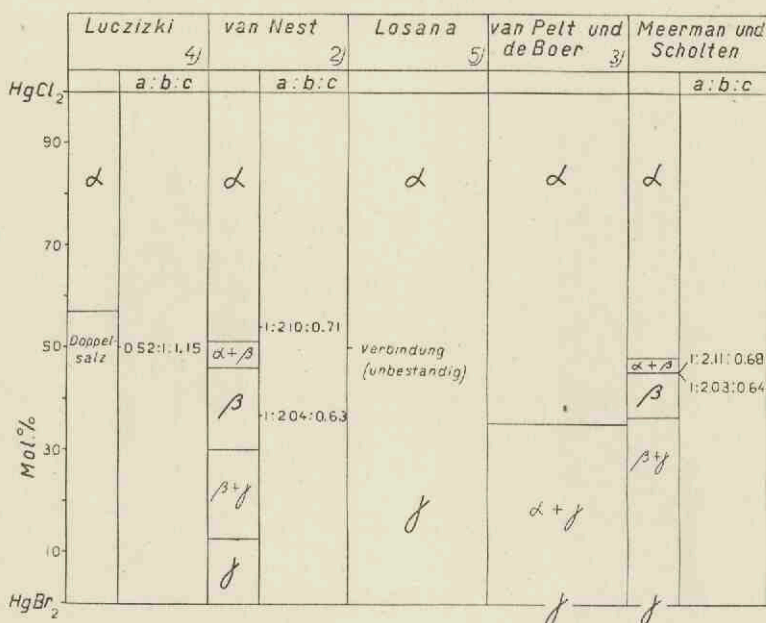 Luczizki van Nest Losana van Pelt und Meerman und
4) 2) 5) de Boer 3) Scholten
HgCl2 a:b:c a:b:c a:b:c
90
α α α α α
70
1:2.10:0.71
Doppel-
salz
50 0.52:1:1.15 α+β Verbindung α+β 1:2.11:0.68
(unbeständig)
β β 1:2.03:0.64
1:2.04:0.63
30
Mol.%
β+γ β+γ
γ α+γ
10
γ
HgBr2 γ γ